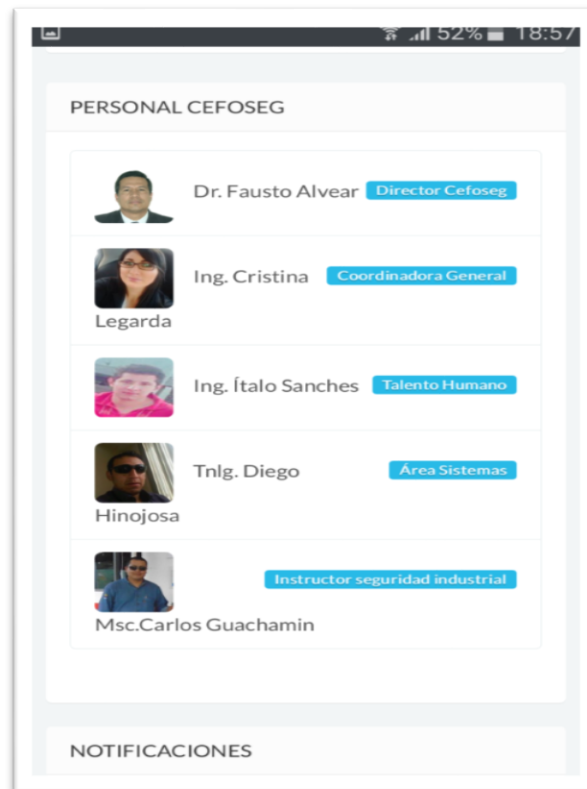 52% 18:57
PERSONAL CEFOSEG
Dr. Fausto Alvear Director Cefoseg
Ing. Cristina Coordinadora General
Legarda
Ing. Ítalo Sanches Talento Humano
Tnlg. Diego Área Sistemas
Hinojosa
Instructor seguridad industrial
Msc.Carlos Guachamin
NOTIFICACIONES